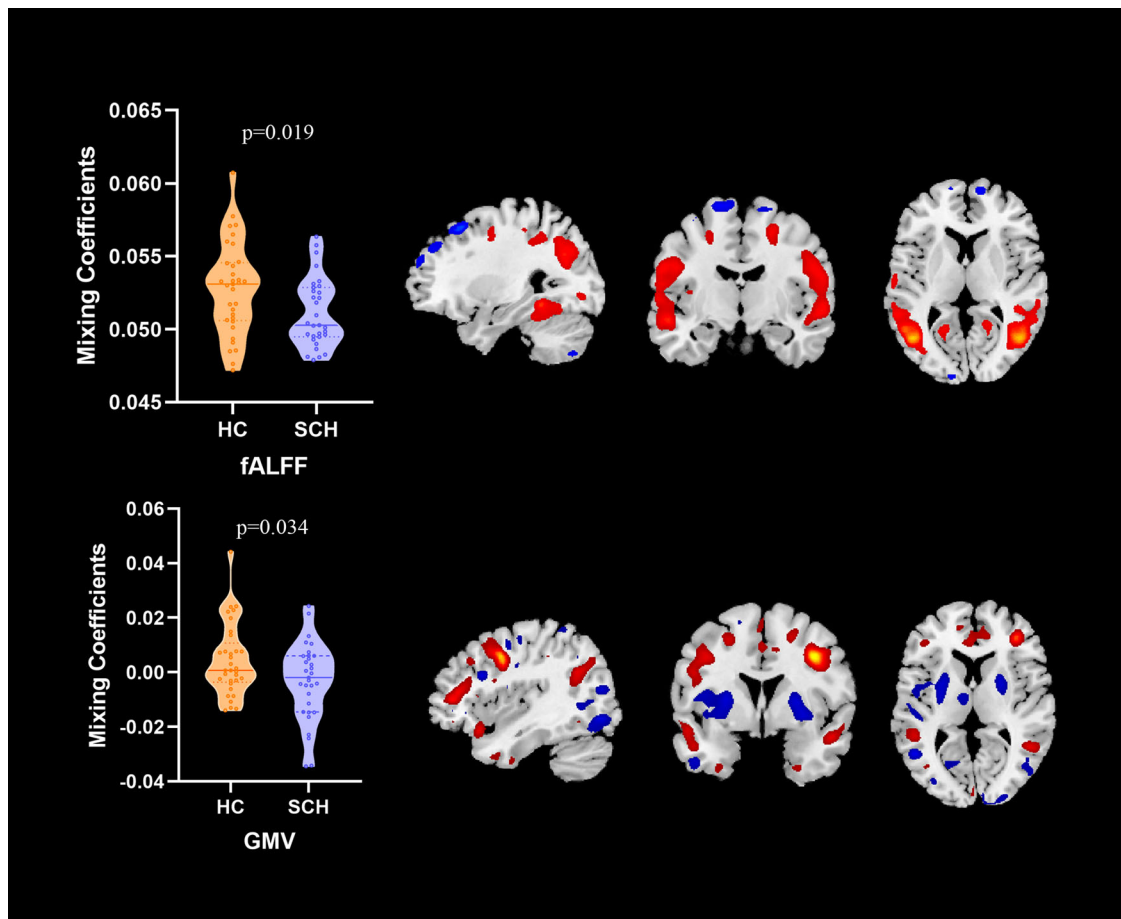 0.065
p=0.019
0.060
0.055
0.050
0.045
Mixing Coefficients
HC SCH
fALFF
0.06
p=0.034
0.04
0.02
0.00
-0.02
-0.04
Mixing Coefficients
HC SCH
GMV